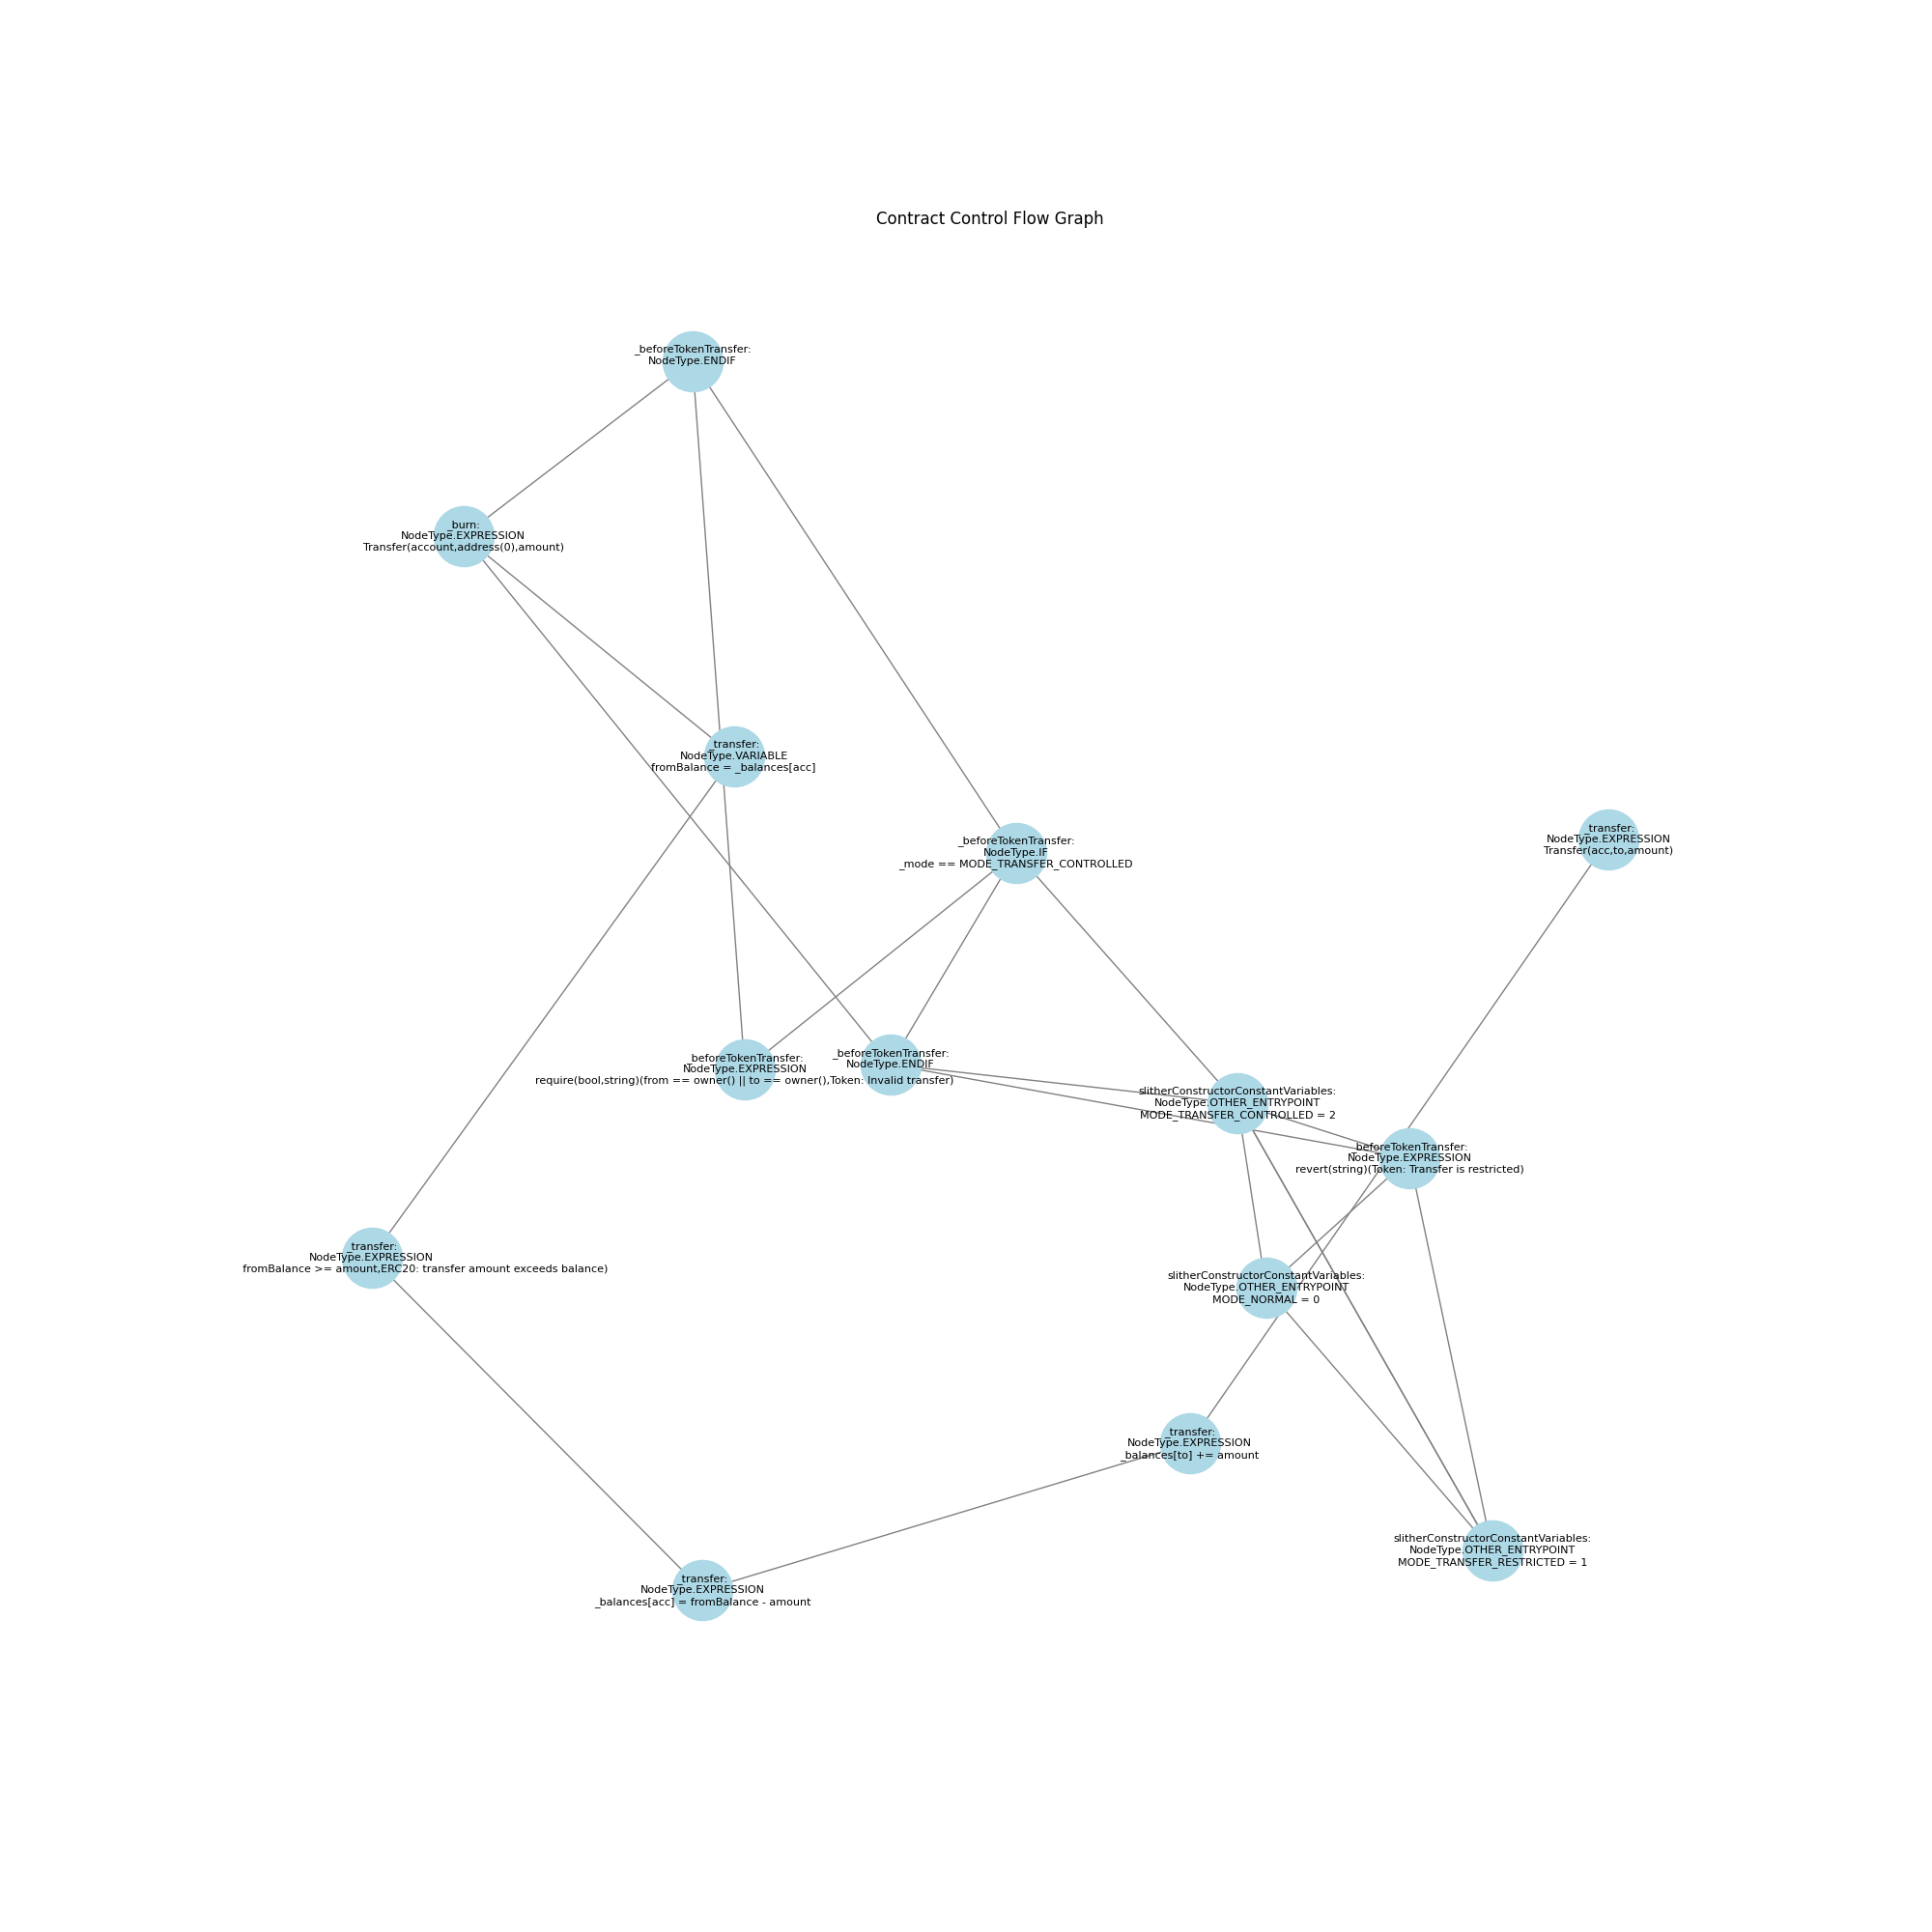 Contract Control Flow Graph
_beforeTokenTransfer:
NodeType.ENDIF
_burn:
NodeType.EXPRESSION
Transfer(account,address(0),amount)
_transfer:
NodeType.VARIABLE
fromBalance = _balances[acc]
_transfer:
NodeType.EXPRESSION
Transfer(acc,to,amount)
_beforeTokenTransfer:
NodeType.IF
_mode == MODE_TRANSFER_CONTROLLED
_beforeTokenTransfer:
NodeType.EXPRESSION
require(bool,string)(from == owner() || to == owner(),Token: Invalid transfer)
_beforeTokenTransfer:
NodeType.ENDIF
slitherConstructorConstantVariables:
NodeType.OTHER_ENTRYPOINT
MODE_TRANSFER_CONTROLLED = 2
_beforeTokenTransfer:
NodeType.EXPRESSION
revert(string)(Token: Transfer is restricted)
_transfer:
NodeType.EXPRESSION
fromBalance >= amount,ERC20: transfer amount exceeds balance)
slitherConstructorConstantVariables:
NodeType.OTHER_ENTRYPOINT
MODE_NORMAL = 0
_transfer:
NodeType.EXPRESSION
_balances[to] += amount
slitherConstructorConstantVariables:
NodeType.OTHER_ENTRYPOINT
MODE_TRANSFER_RESTRICTED = 1
_transfer:
NodeType.EXPRESSION
_balances[acc] = fromBalance - amount